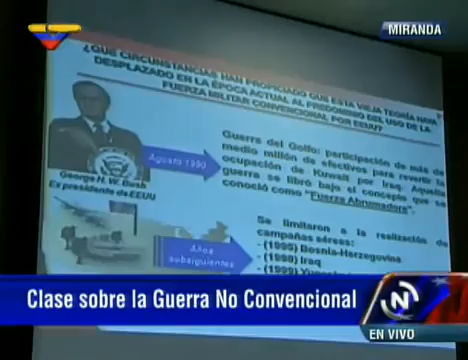 MIRANDA
¿QUE CIRCUNSTANCIAS HAN PROPICIADO QUE ESTA VIEJA TEORÍA HAYA
DESPLAZADO EN LA EPOCA ACTUAL AL PREDOMINIO DEL USO DE LA
FUERZA MILITAR CONVENCIONAL POR EEUU?
Agosto 1990
George H. W. Bush
Ex presidente de EEUU
Guerra del Golfo: participación de más de
medio millón de efectivos para revertir la
ocupación de Kuwait por Iraq. Aquella
guerra se libró bajo el concepto que se
conoció como "Fuerza Abrumadora".
Años
subsiguientes
Se limitaron a la realización de
campañas aéreas:
- (1995) Bosnia-Herzegovina
- (1998) Iraq
- (1999)
Clase sobre la Guerra No Convencional
N
EN VIVO